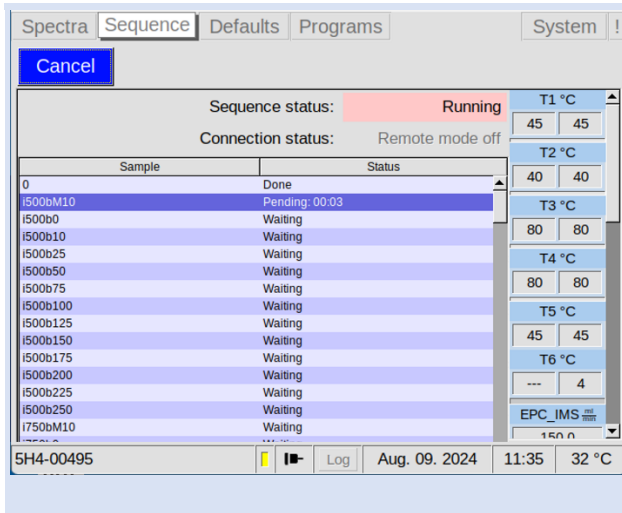 Spectra Sequence Defaults Programs System !
Cancel
Sequence status: Running
Connection status: Remote mode off
Sample Status
0 Done
i500bM10 Pending: 00:03
i500b0 Waiting
i500b10 Waiting
i500b25 Waiting
i500b50 Waiting
i500b75 Waiting
i500b100 Waiting
i500b125 Waiting
i500b150 Waiting
i500b175 Waiting
i500b200 Waiting
i500b225 Waiting
i500b250 Waiting
i750bM10 Waiting
T1 °C
45 45
T2 °C
40 40
T3 °C
80 80
T4 °C
80 80
T5 °C
45 45
T6 °C
--- 4
EPC_IMS ml/min
150.0
5H4-00495 Log Aug. 09. 2024 11:35 32 °C